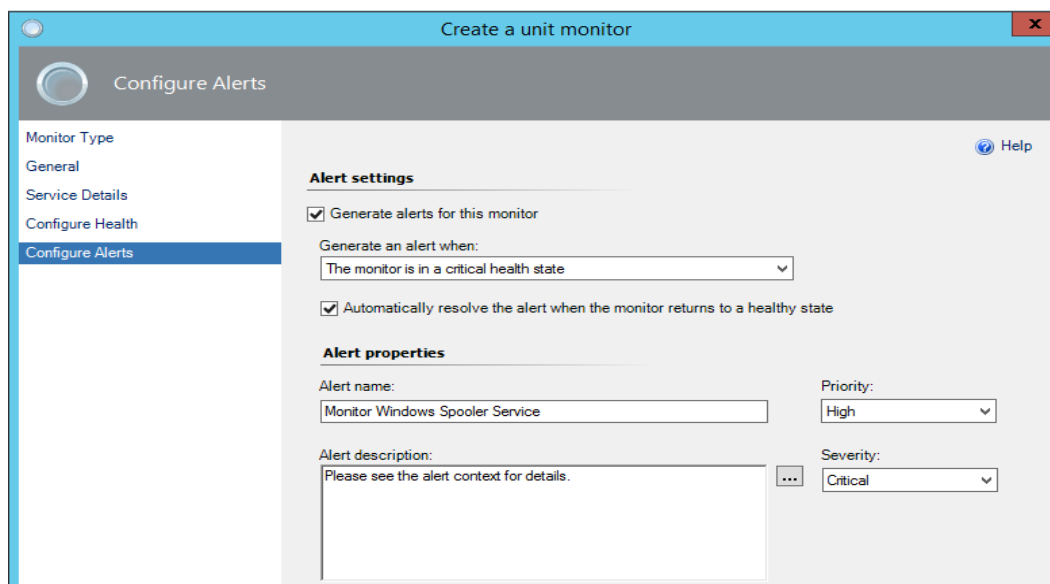 Create a unit monitor
x
Configure Alerts
Monitor Type
General
Service Details
Configure Health
Configure Alerts
Help
Alert settings
Generate alerts for this monitor
Generate an alert when:
The monitor is in a critical health state
Automatically resolve the alert when the monitor returns to a healthy state
Alert properties
Alert name:
Priority:
Monitor Windows Spooler Service
High
Alert description:
Severity:
Please see the alert context for details.
...
Critical